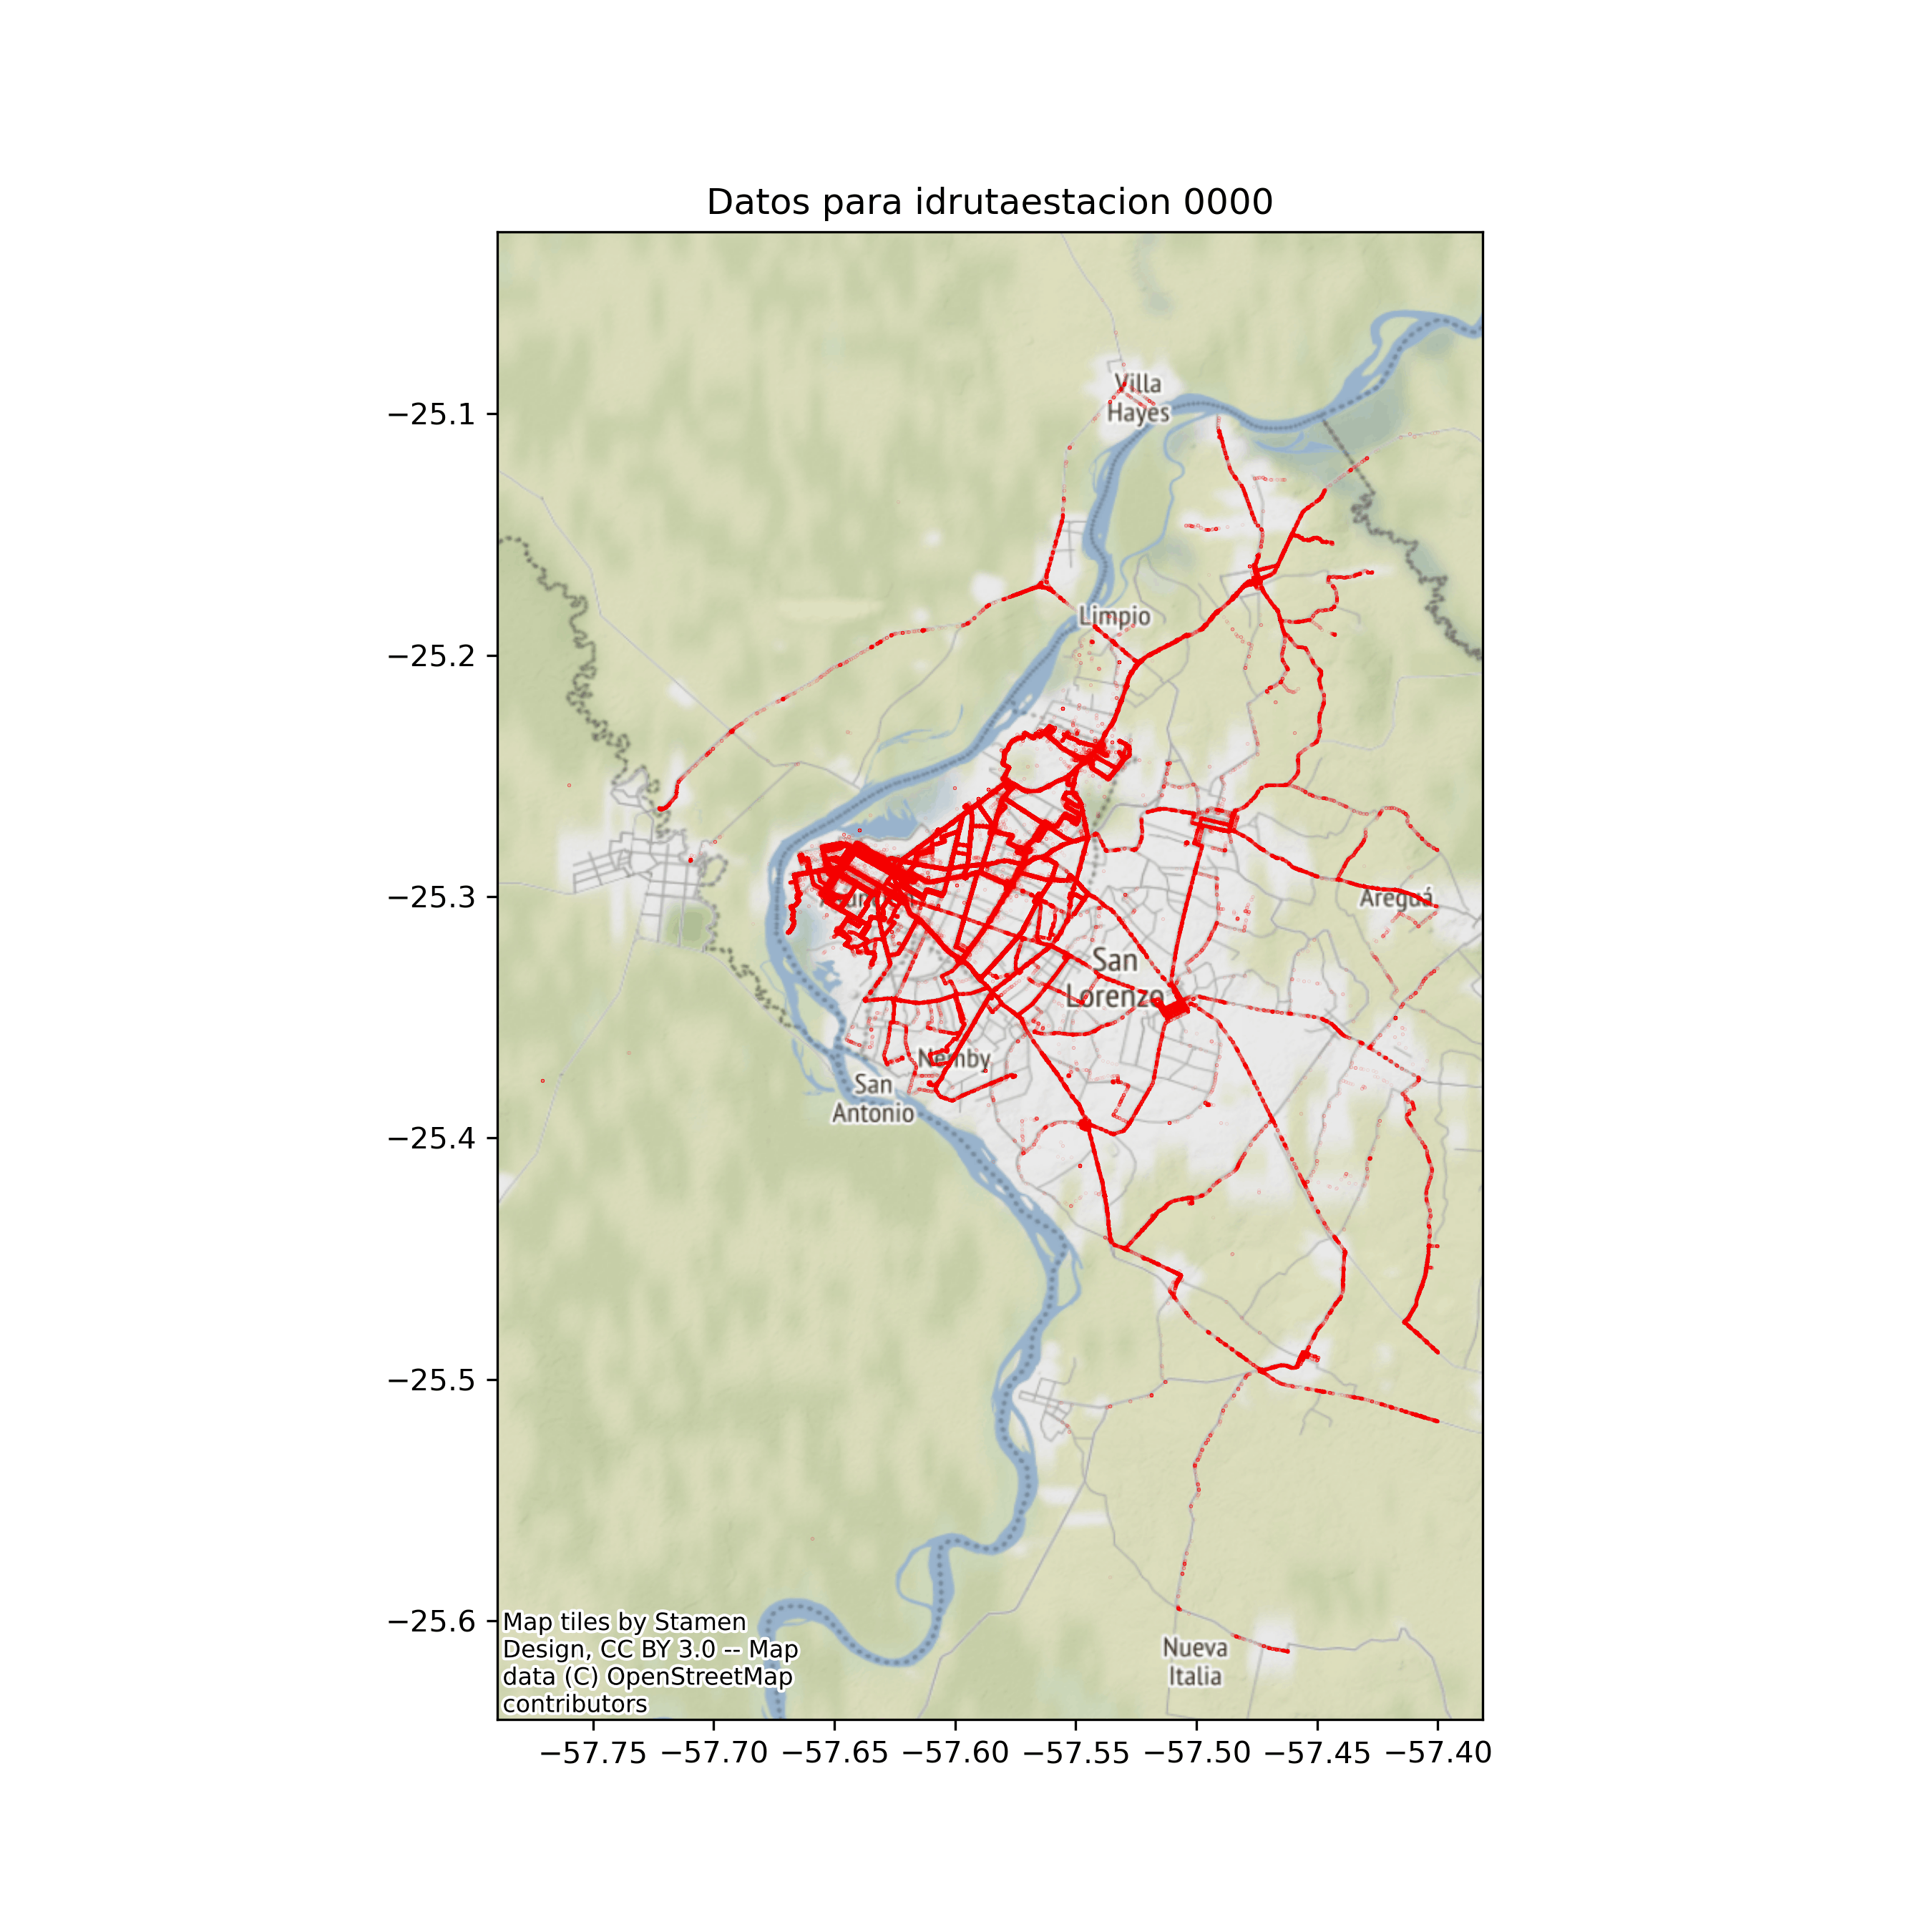 Datos para idrutaestacion 0000
Villa
Hayes
−25.1
Limpio
−25.2
−25.3
Areguá
San
Lorenzo
Nemby
San
Antonio
−25.4
−25.5
−25.6
Map tiles by Stamen
Design, CC BY 3.0 -- Map
data (C) OpenStreetMap
contributors
Nueva
Italia
−57.75 −57.70 −57.65 −57.60 −57.55 −57.50 −57.45 −57.40